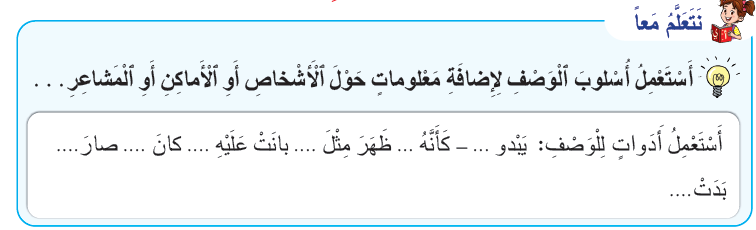 نَتَعَلَّمُ مَعاً
أَسْتَعْمِلُ أُسْلوبَ ٱلْوَصْفِ لِإِضافَةِ مَعْلوماتٍ حَوْلَ ٱلْأَشْخاصِ أَوِ ٱلْأَماكِنِ أَوِ ٱلْمَشاعِرِ . . .
أَسْتَعْمِلُ أَدَواتٍ لِلْوَصْفِ: يَبْدو ... – كَأَنَّهُ ... ظَهَرَ مِثْلَ .... بانَتْ عَلَيْهِ .... كانَ .... صارَ....
بَدَتْ....